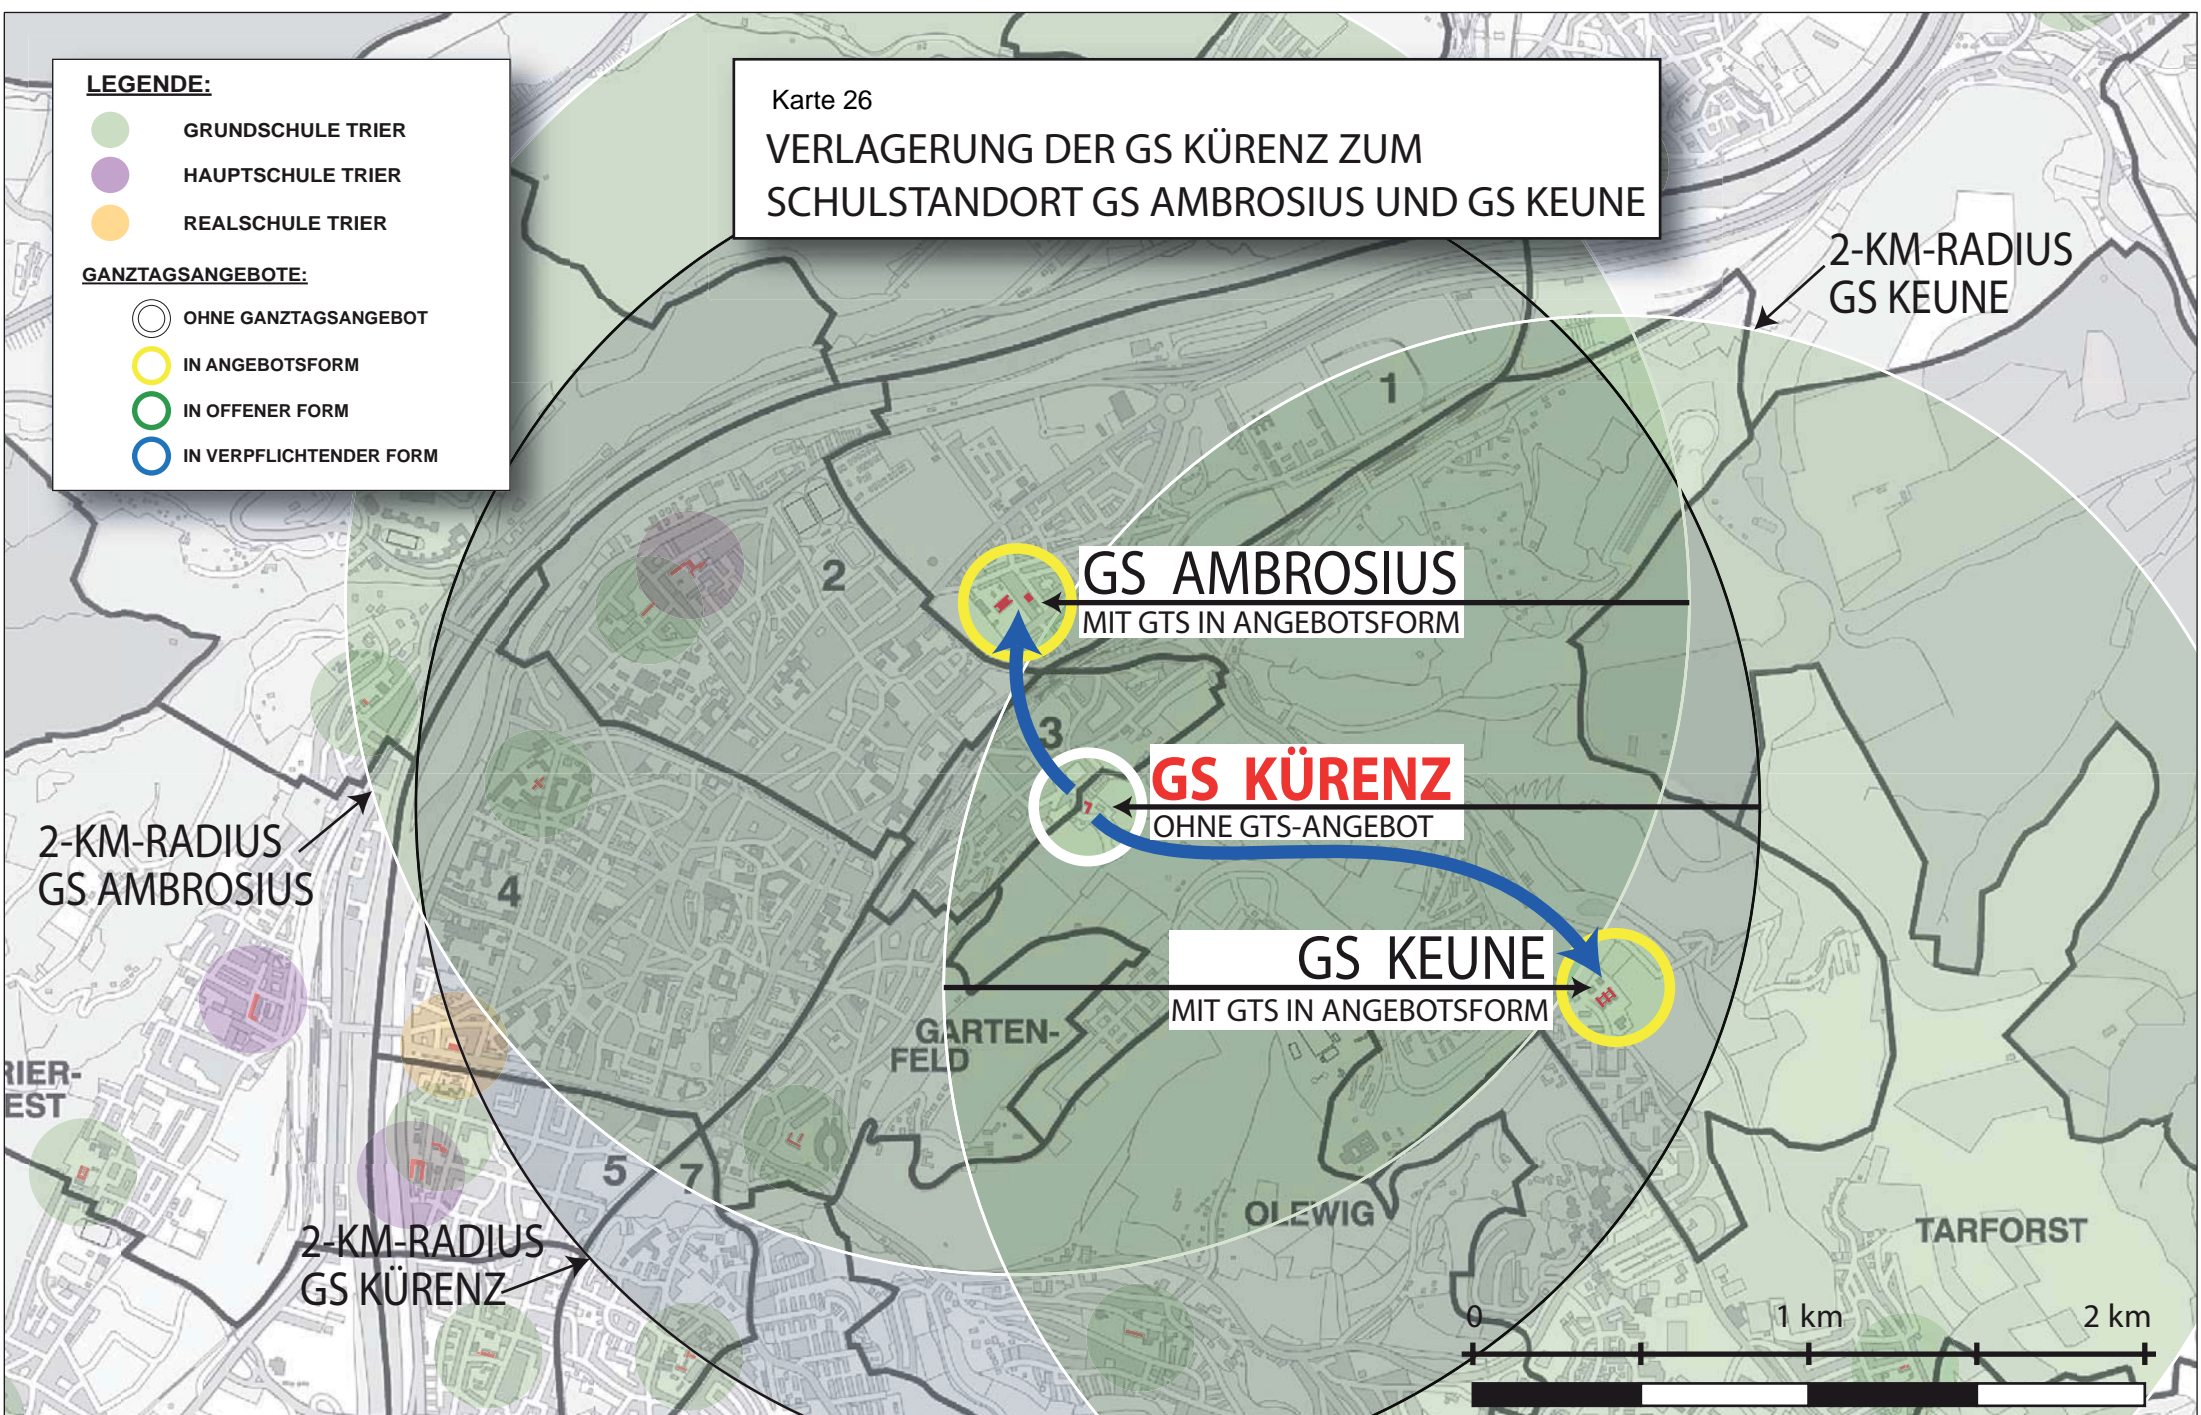 LEGENDE:
GRUNDSCHULE TRIER
HAUPTSCHULE TRIER
REALSCHULE TRIER
GANZTAGSANGEBOTE:
OHNE GANZTAGSANGEBOT
IN ANGEBOTSFORM
IN OFFENER FORM
IN VERPFLICHTENDER FORM
Karte 26
VERLAGERUNG DER GS KÜRENZ ZUM
SCHULSTANDORT GS AMBROSIUS UND GS KEUNE
2-KM-RADIUS
GS KEUNE
1
2
GS AMBROSIUS
MIT GTS IN ANGEBOTSFORM
3
GS KÜRENZ
OHNE GTS-ANGEBOT
2-KM-RADIUS
GS AMBROSIUS
4
GS KEUNE
MIT GTS IN ANGEBOTSFORM
GARTEN-
FELD
RIER-
EST
5
7
OLEWIG
TARFORST
2-KM-RADIUS
GS KÜRENZ
0 1 km 2 km